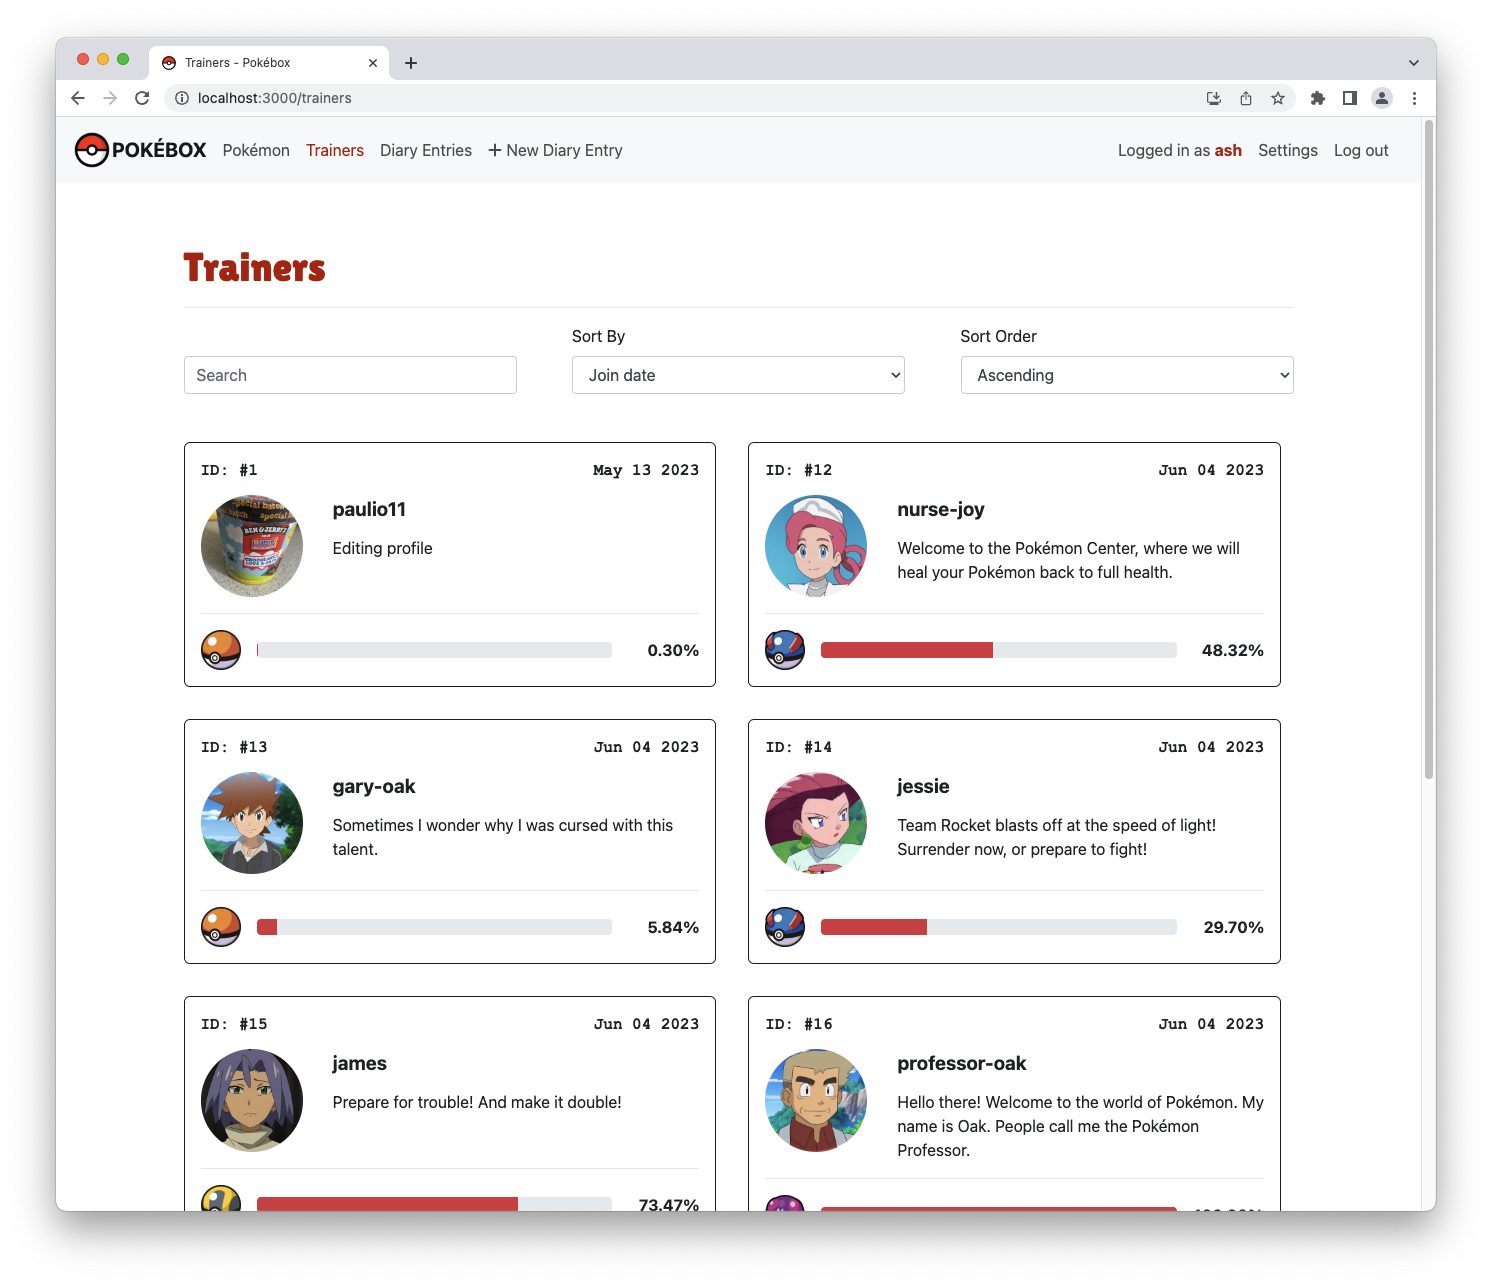 Trainers - Pokébox
localhost:3000/trainers
POKÉBOX Pokémon Trainers Diary Entries + New Diary Entry Logged in as ash Settings Log out
Trainers
Sort By Sort Order
Search Join date Ascending
ID: #1 May 13 2023
paulio11
Editing profile
0.30%
ID: #12 Jun 04 2023
nurse-joy
Welcome to the Pokémon Center, where we will
heal your Pokémon back to full health.
48.32%
ID: #13 Jun 04 2023
gary-oak
Sometimes I wonder why I was cursed with this
talent.
5.84%
ID: #14 Jun 04 2023
jessie
Team Rocket blasts off at the speed of light!
Surrender now, or prepare to fight!
29.70%
ID: #15 Jun 04 2023
james
Prepare for trouble! And make it double!
73.47%
ID: #16 Jun 04 2023
professor-oak
Hello there! Welcome to the world of Pokémon. My
name is Oak. People call me the Pokémon
Professor.